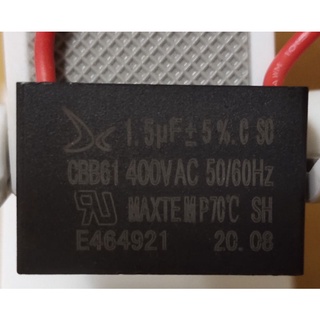 1.5µF±5%.C S0
CBB61 400VAC 50/60Hz
MAXTEMP70℃ SH
E464921 20.08